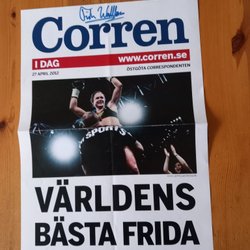 Corren
I DAG
www.corren.se
27 APRIL 2012
ÖSTGÖTA CORRESPONDENTEN
SPORTS
VÄRLDENS
BÄSTA FRIDA